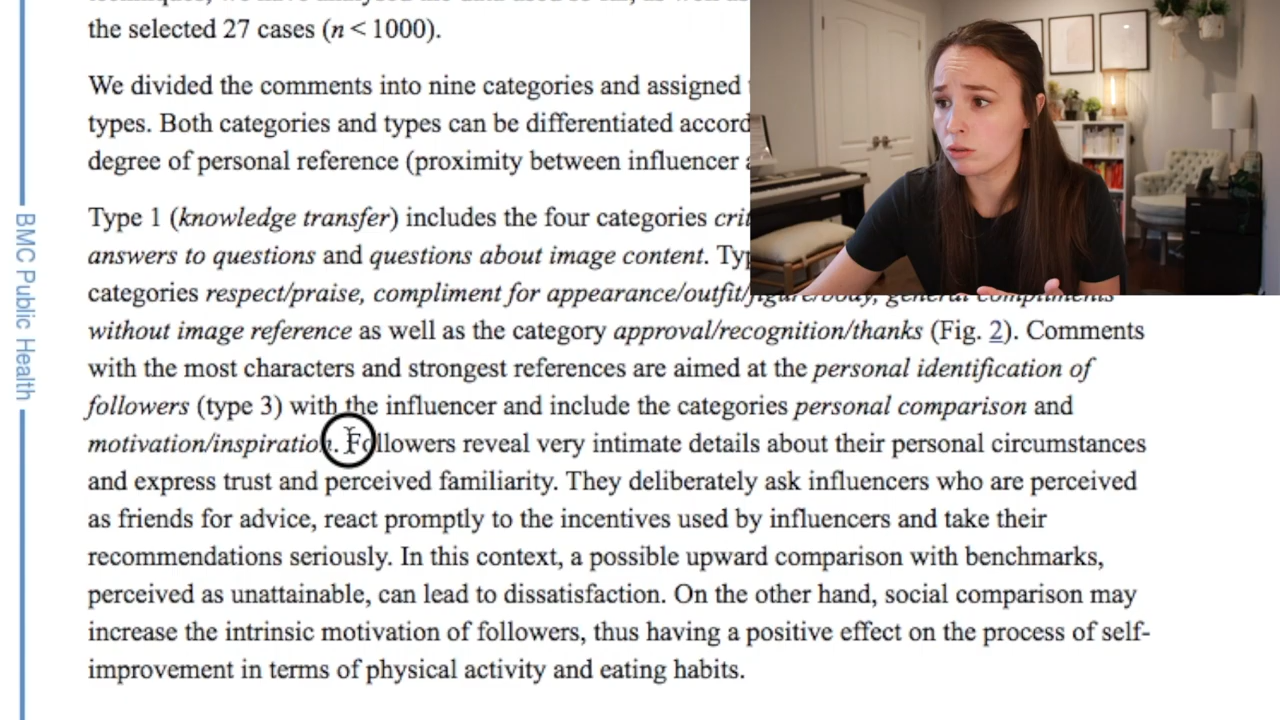 the selected 27 cases (n < 1000).
We divided the comments into nine categories and assigned
types. Both categories and types can be differentiated accord
degree of personal reference (proximity between influencer
Type 1 (knowledge transfer) includes the four categories crit
answers to questions and questions about image content. Typ
categories respect/praise, compliment for appearance/outfit/figure/body, general compliments
without image reference as well as the category approval/recognition/thanks (Fig. 2). Comments
with the most characters and strongest references are aimed at the personal identification of
followers (type 3) with the influencer and include the categories personal comparison and
motivation/inspiration. Followers reveal very intimate details about their personal circumstances
and express trust and perceived familiarity. They deliberately ask influencers who are perceived
as friends for advice, react promptly to the incentives used by influencers and take their
recommendations seriously. In this context, a possible upward comparison with benchmarks,
perceived as unattainable, can lead to dissatisfaction. On the other hand, social comparison may
increase the intrinsic motivation of followers, thus having a positive effect on the process of self-
improvement in terms of physical activity and eating habits.
BMC Public Health